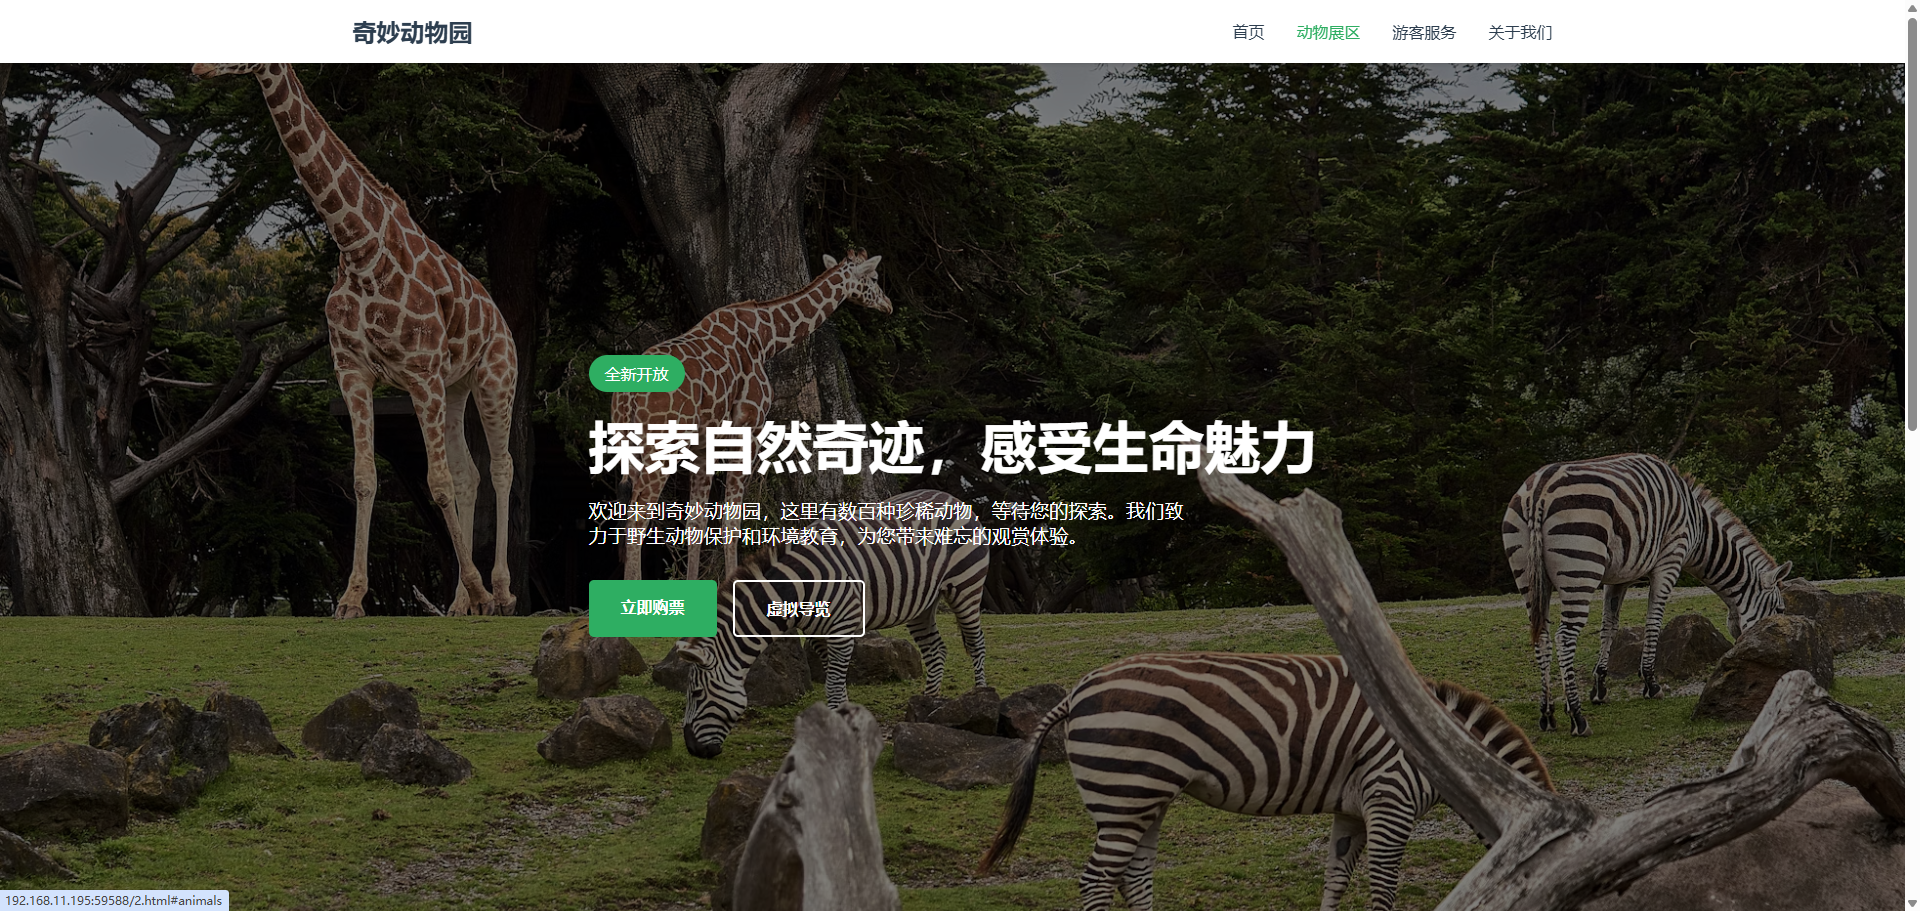 奇妙动物园
首页 动物展区 游客服务 关于我们
全新开放
探索自然奇迹，感受生命魅力
欢迎来到奇妙动物园，这里有数百种珍稀动物，等待您的探索。我们致
力于野生动物保护和环境教育，为您带来难忘的观赏体验。
立即购票 虚拟导览
192.168.11.195:59588/2.html#animals